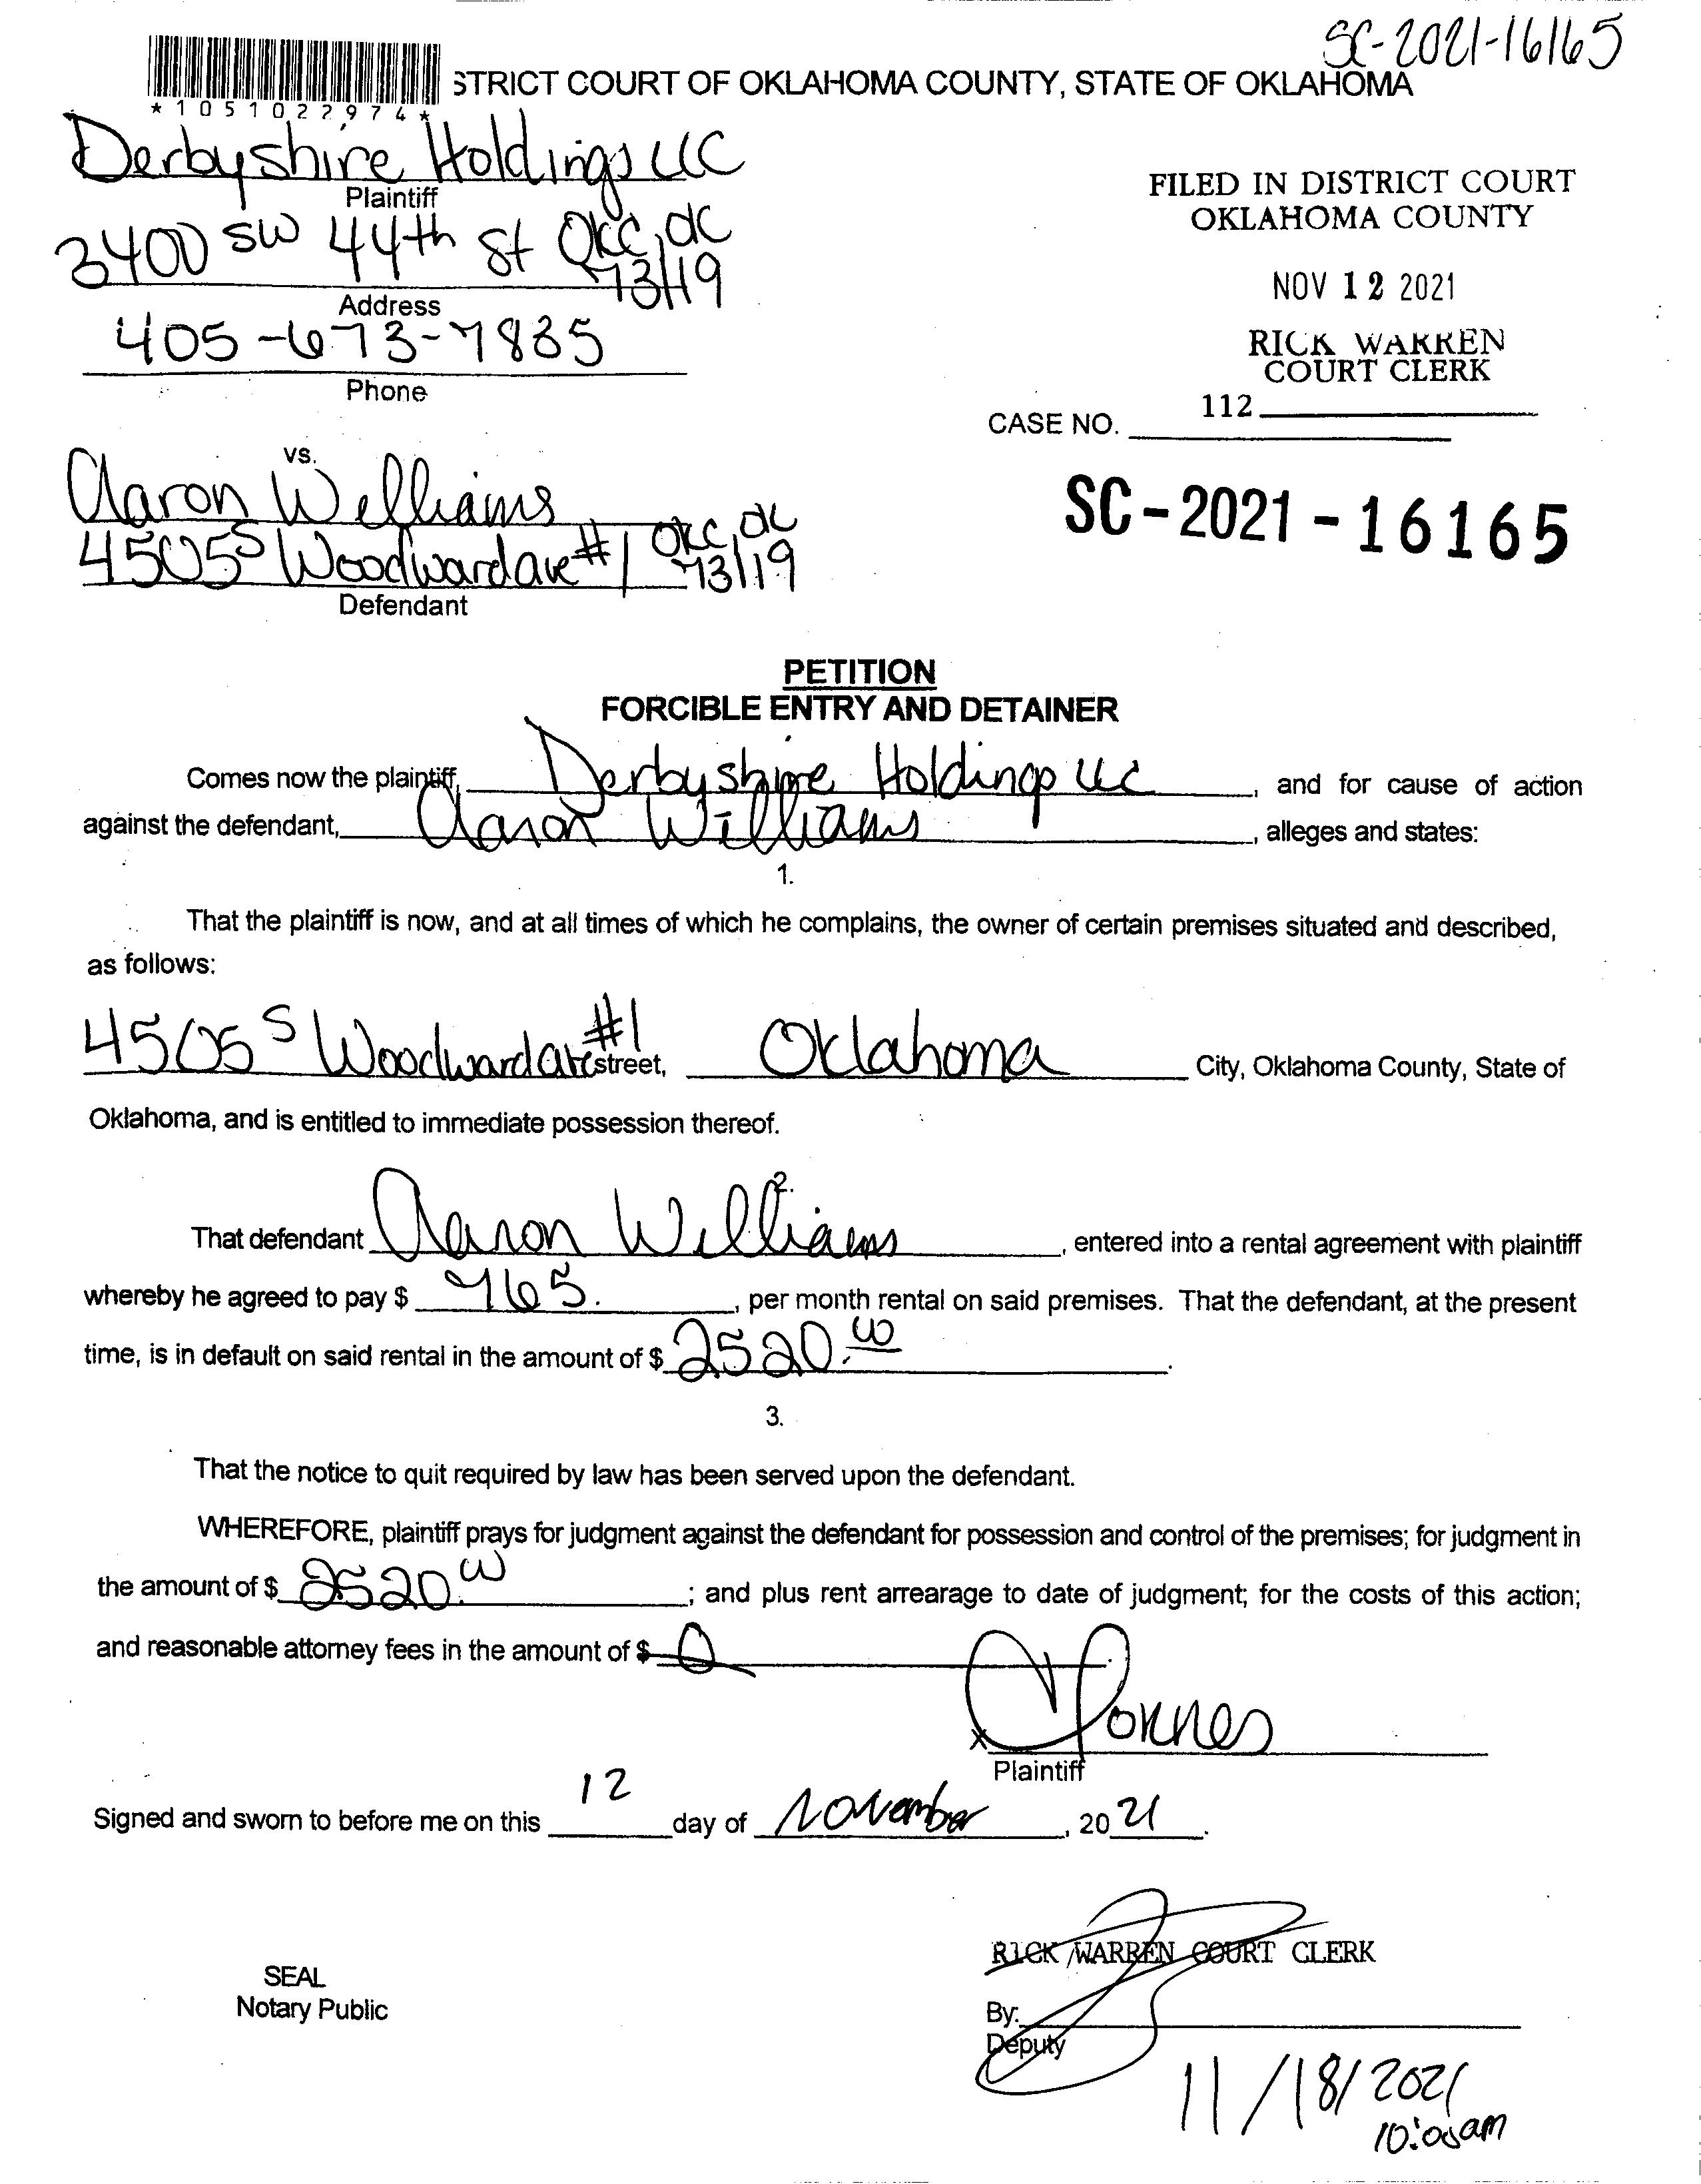 SC-2021-16165
STRICT COURT OF OKLAHOMA COUNTY, STATE OF OKLAHOMA
*1051022974*
Derbyshire Holdings LLC
Plaintiff
3400 SW 44th St OKC, OK
73119
Address
405-673-7835
Phone
FILED IN DISTRICT COURT
OKLAHOMA COUNTY
NOV 12 2021
RICK WARREN
COURT CLERK
112
CASE NO.
SC-2021-16165
vs.
Aaron Williams
4505 S Woodward ave #1 OKC, OK
73119
Defendant
PETITION
FORCIBLE ENTRY AND DETAINER
Comes now the plaintiff, Derbyshire Holdings LLC, and for cause of action
against the defendant, Aaron Williams, alleges and states:
1.
That the plaintiff is now, and at all times of which he complains, the owner of certain premises situated and described,
as follows:
4505 S Woodward ave #1 street, Oklahoma City, Oklahoma County, State of
Oklahoma, and is entitled to immediate possession thereof.
2.
That defendant Aaron Williams, entered into a rental agreement with plaintiff
whereby he agreed to pay $ 765., per month rental on said premises. That the defendant, at the present
time, is in default on said rental in the amount of $ 2520.00.
3.
That the notice to quit required by law has been served upon the defendant.
WHEREFORE, plaintiff prays for judgment against the defendant for possession and control of the premises; for judgment in
the amount of $ 2520.00; and plus rent arrearage to date of judgment; for the costs of this action;
and reasonable attorney fees in the amount of $ 0.
x
Plaintiff
Signed and sworn to before me on this 12 day of November, 20 21.
RICK WARREN COURT CLERK
SEAL
Notary Public
By:
Deputy
11/18/2021
10:00am